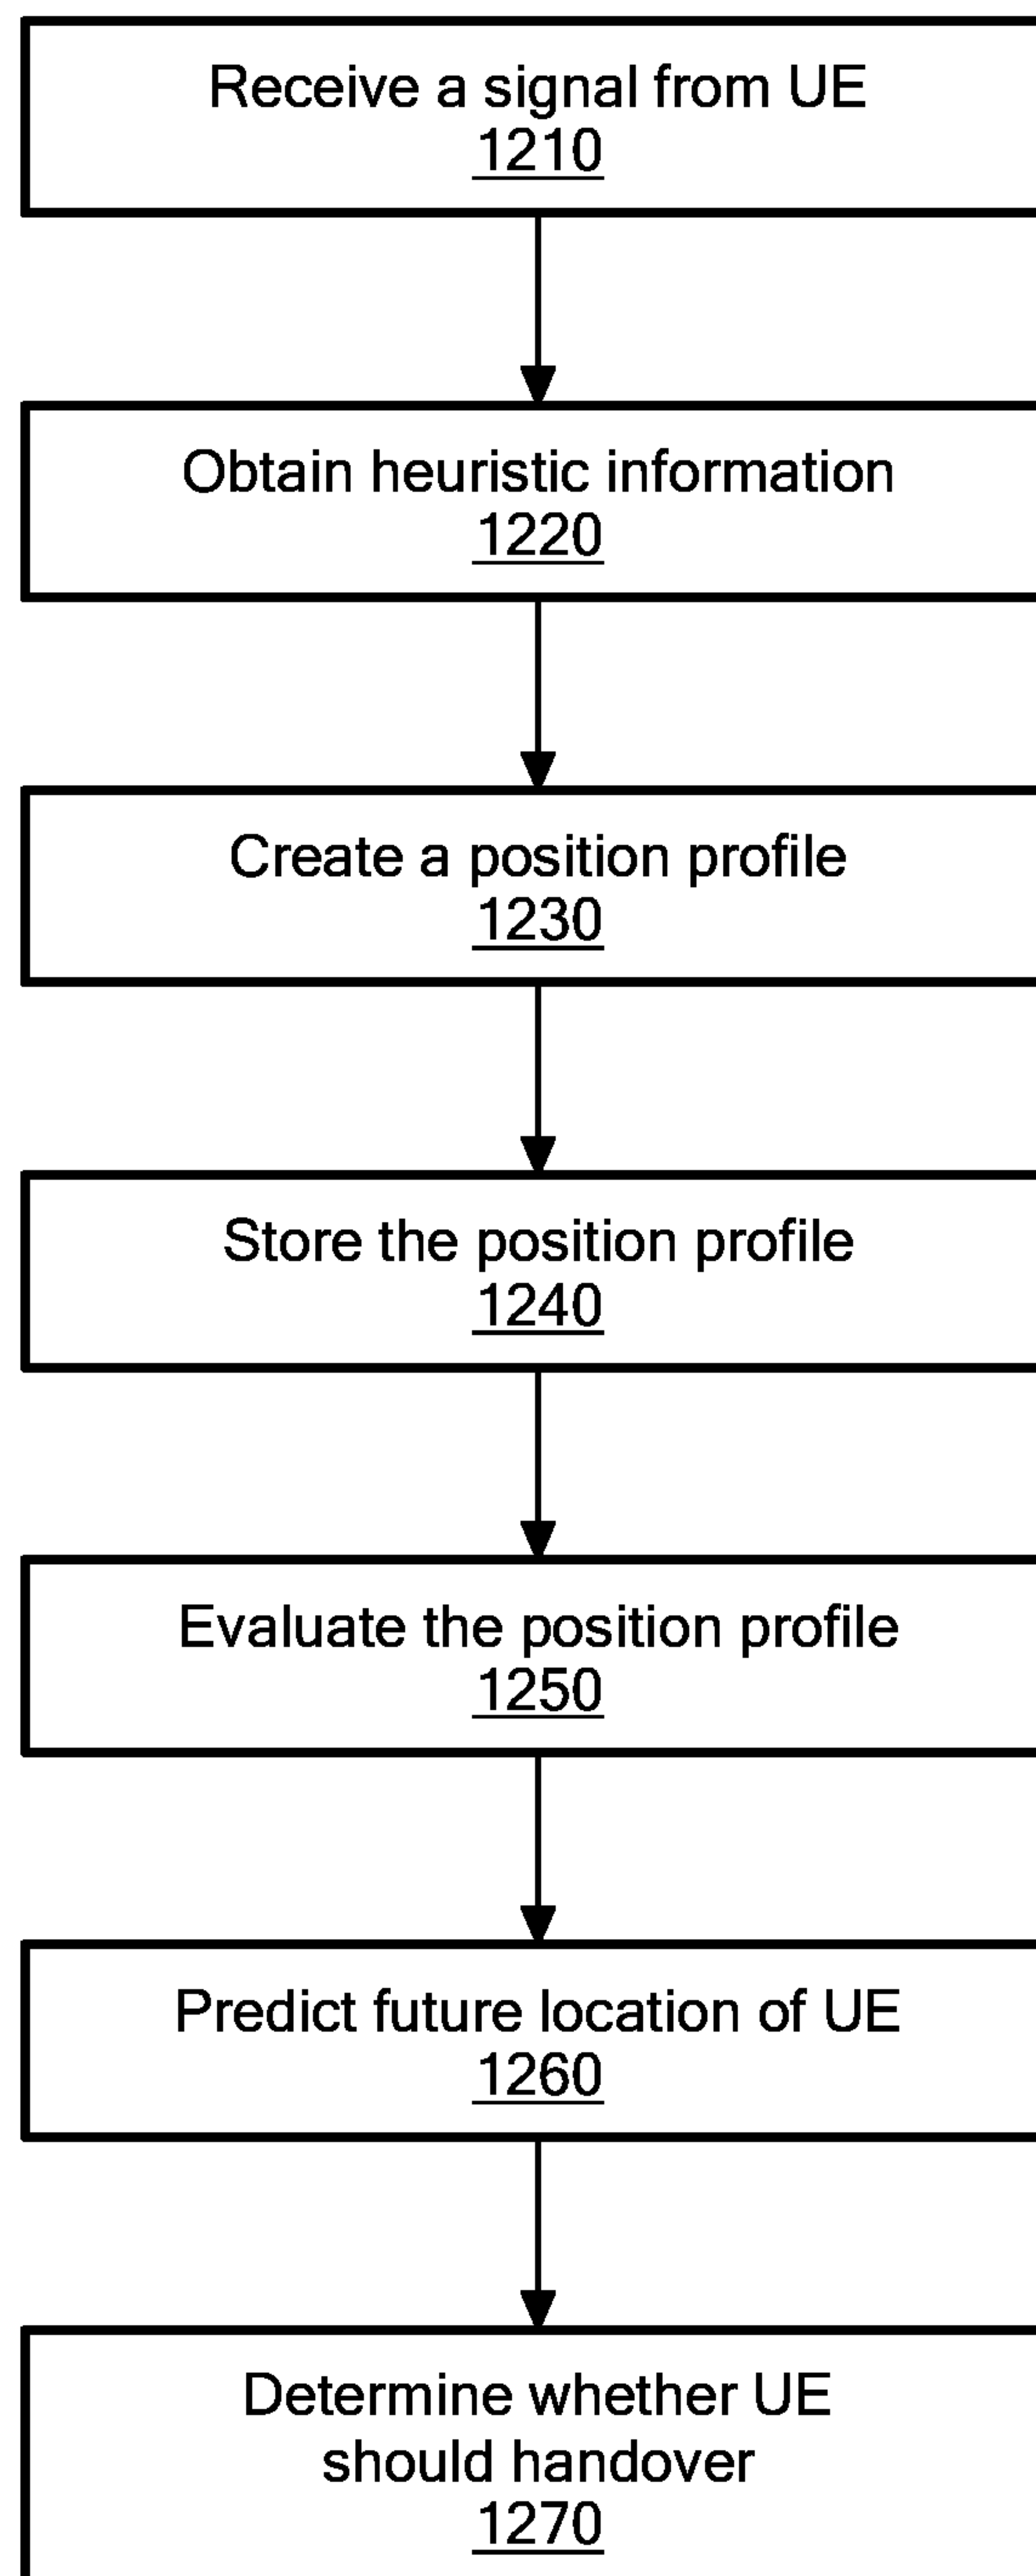 Receive a signal from UE
1210
Obtain heuristic information
1220
Create a position profile
1230
Store the position profile
1240
Evaluate the position profile
1250
Predict future location of UE
1260
Determine whether UE
should handover
1270